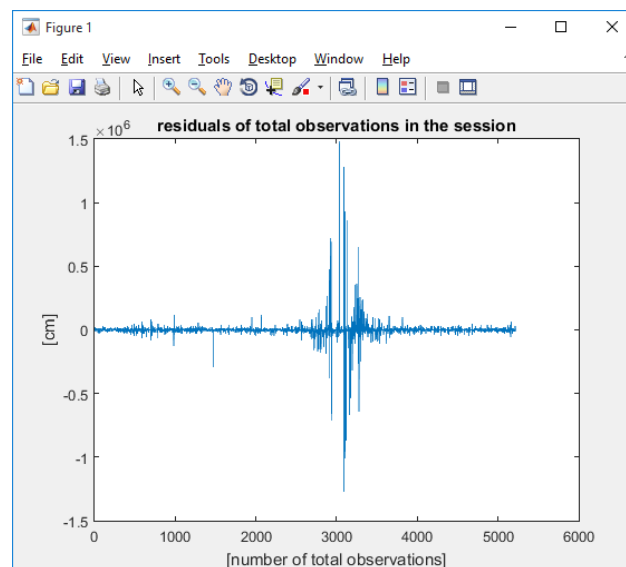 Figure 1
File Edit View Insert Tools Desktop Window Help
×10^6
residuals of total observations in the session
1.5
1
0.5
0
-0.5
-1
-1.5
[cm]
0 1000 2000 3000 4000 5000 6000
[number of total observations]